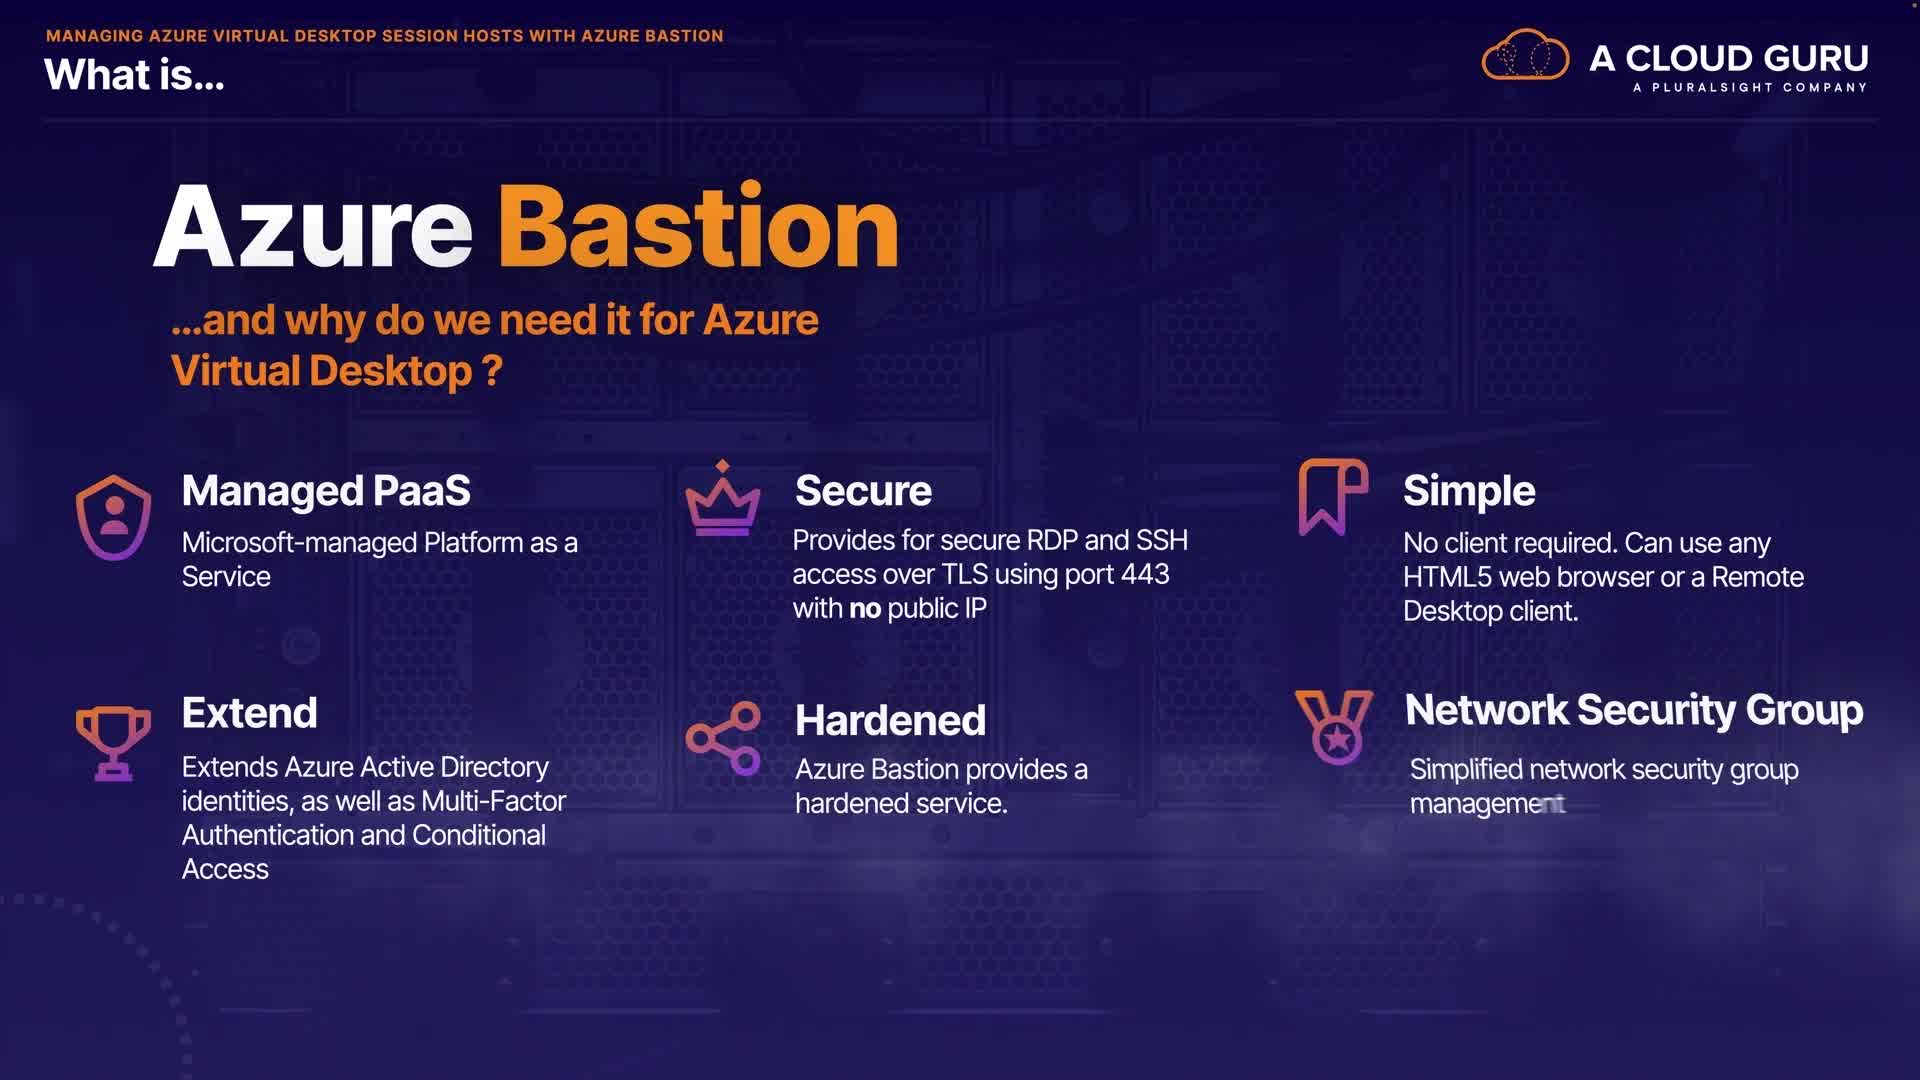 MANAGING AZURE VIRTUAL DESKTOP SESSION HOSTS WITH AZURE BASTION
What is...
A CLOUD GURU
A PLURALSIGHT COMPANY
Azure Bastion
...and why do we need it for Azure
Virtual Desktop ?
Managed PaaS
Microsoft-managed Platform as a
Service
Secure
Provides for secure RDP and SSH
access over TLS using port 443
with no public IP
Simple
No client required. Can use any
HTML5 web browser or a Remote
Desktop client.
Extend
Extends Azure Active Directory
identities, as well as Multi-Factor
Authentication and Conditional
Access
Hardened
Azure Bastion provides a
hardened service.
Network Security Group
Simplified network security group
management